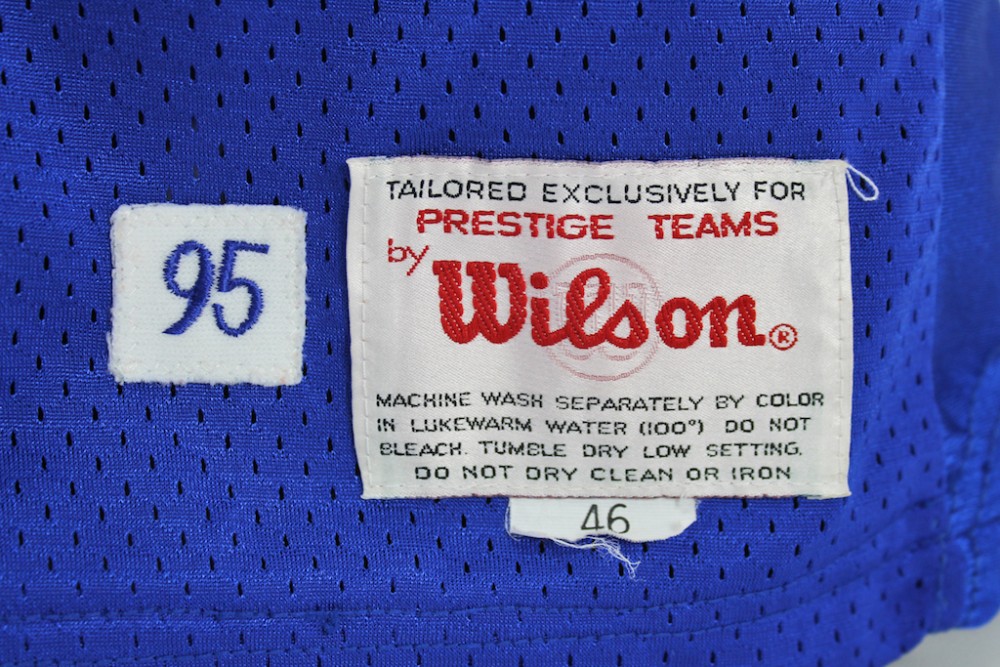 95
TAILORED EXCLUSIVELY FOR
PRESTIGE TEAMS
by Wilson®
MACHINE WASH SEPARATELY BY COLOR
IN LUKEWARM WATER (100°) DO NOT
BLEACH. TUMBLE DRY LOW SETTING.
DO NOT DRY CLEAN OR IRON
46